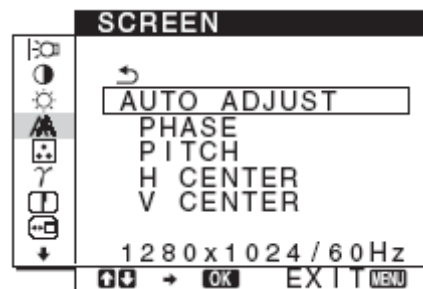 SCREEN
AUTO ADJUST
PHASE
PITCH
H CENTER
V CENTER
γ
1280x1024/60Hz
→ OK EXIT MENU